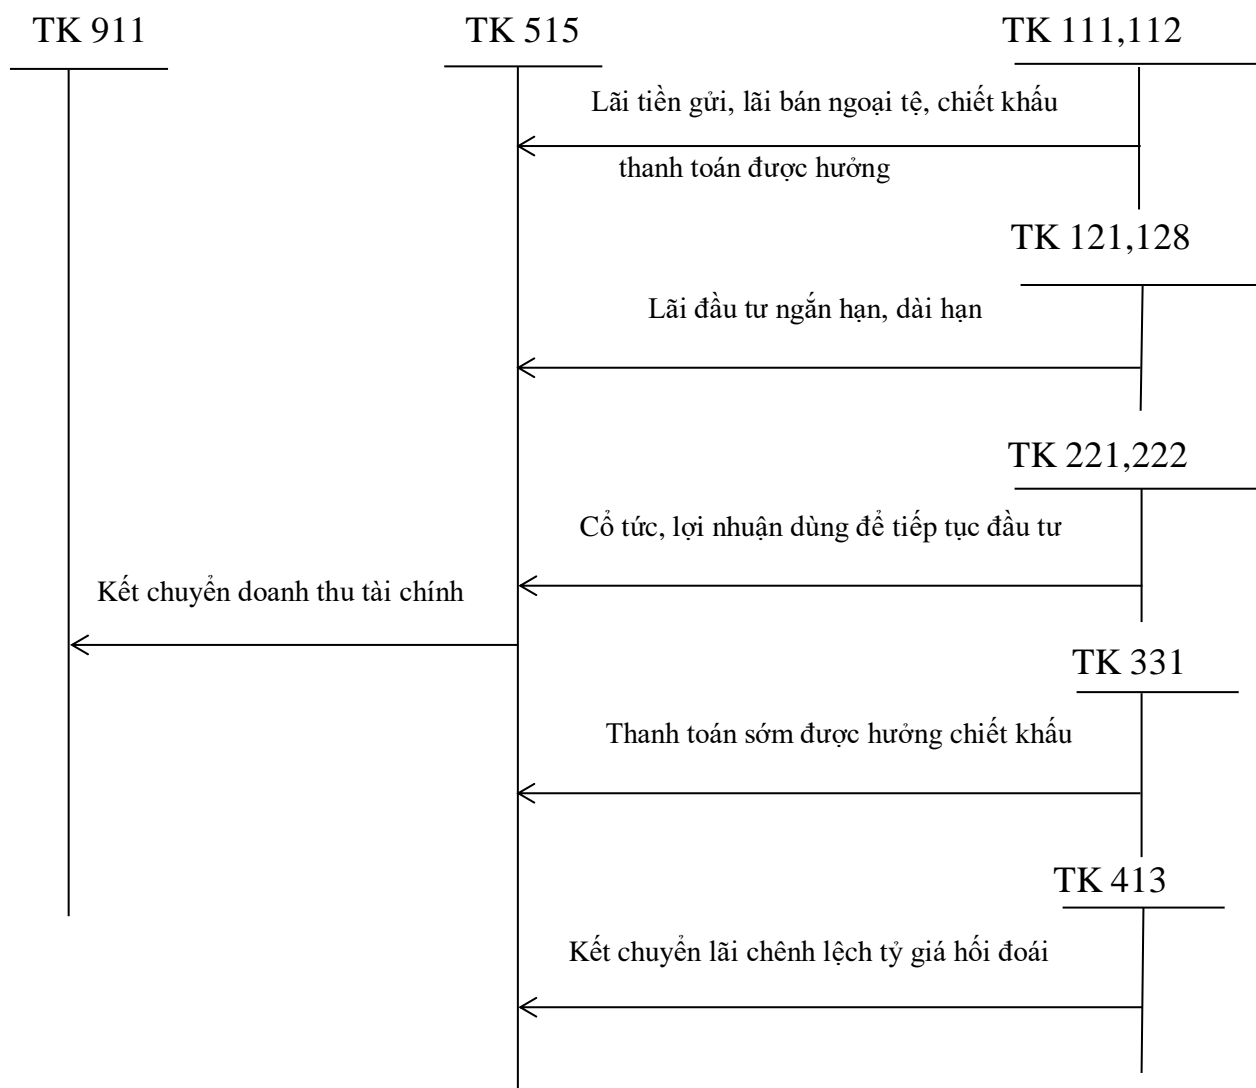 TK 911
TK 515
TK 111,112
Lãi tiền gửi, lãi bán ngoại tệ, chiết khấu
thanh toán được hưởng
TK 121,128
Lãi đầu tư ngắn hạn, dài hạn
TK 221,222
Cổ tức, lợi nhuận dùng để tiếp tục đầu tư
Kết chuyển doanh thu tài chính
TK 331
Thanh toán sớm được hưởng chiết khấu
TK 413
Kết chuyển lãi chênh lệch tỷ giá hối đoái